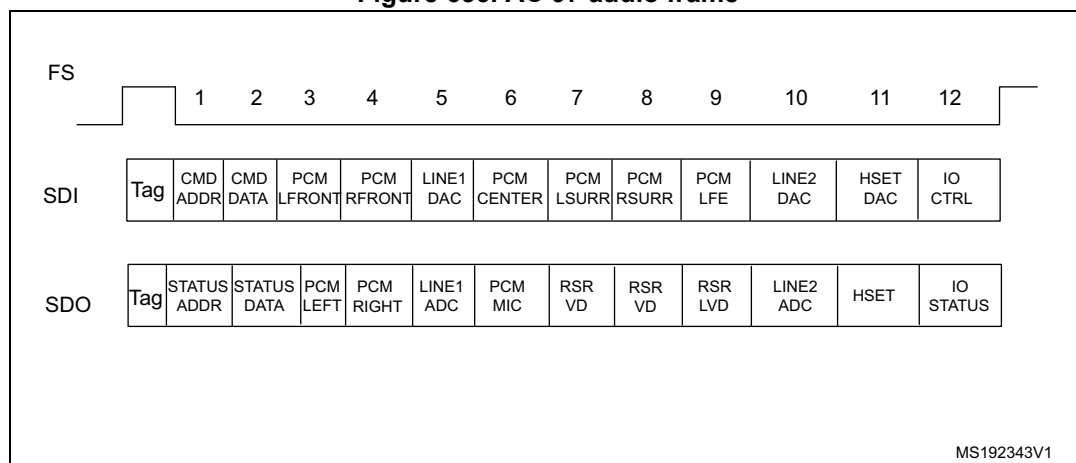 FS
1 2 3 4 5 6 7 8 9 10 11 12
SDI
Tag CMD ADDR CMD DATA PCM LFRONT PCM RFRONT LINE1 DAC PCM CENTER PCM LSURR PCM RSURR PCM LFE LINE2 DAC HSET DAC IO CTRL
SDO
Tag STATUS ADDR STATUS DATA PCM LEFT PCM RIGHT LINE1 ADC PCM MIC RSR VD RSR VD RSR LVD LINE2 ADC HSET IO STATUS
MS192343V1